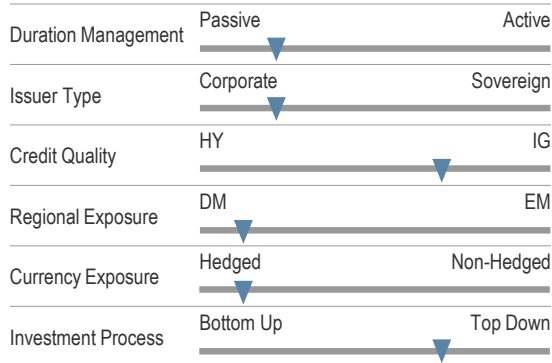 Passive Active
Duration Management
Corporate Sovereign
Issuer Type
HY IG
Credit Quality
DM EM
Regional Exposure
Hedged Non-Hedged
Currency Exposure
Bottom Up Top Down
Investment Process